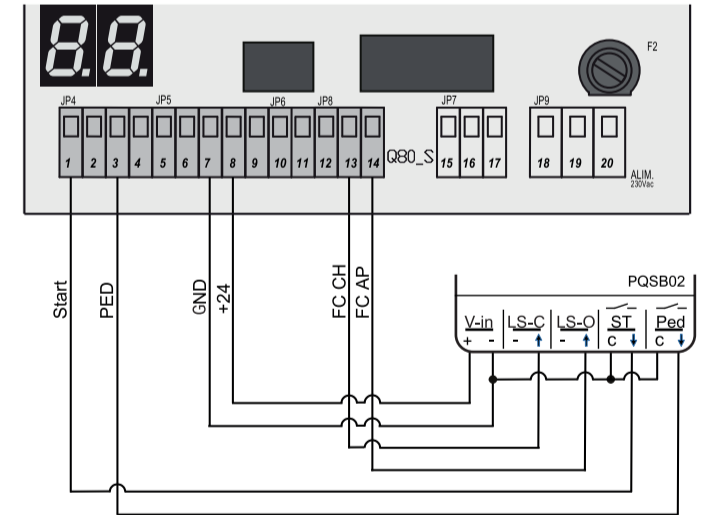 8.8.
F2
JP4 JP5 JP6 JP8 JP7 JP9
1 2 3 4 5 6 7 8 9 10 11 12 13 14 Q80_S 15 16 17 18 19 20
ALIM.
230Vac
Start PED GND +24 FC CH FC AP
PQSB02
V-in LS-C LS-O ST Ped
+ - - - C C